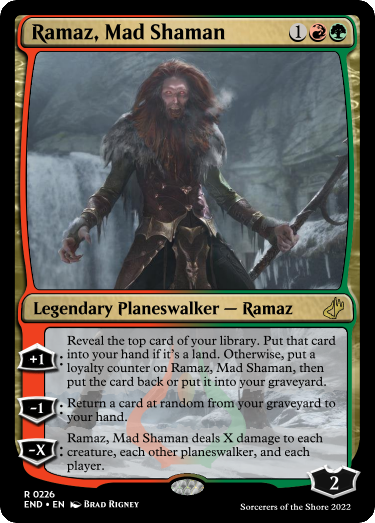 Ramaz, Mad Shaman 1
Legendary Planeswalker — Ramaz
+1: Reveal the top card of your library. Put that
card into your hand if it's a land. Otherwise, put a
loyalty counter on Ramaz, Mad Shaman, then
put the card back or put it into your graveyard.
-1: Return a card at random from your graveyard to
your hand.
-X: Ramaz, Mad Shaman deals X damage to each
creature, each other planeswalker, and each
player.
2
R 0226
END • EN Brad Rigney
Sorcerers of the Shore 2022